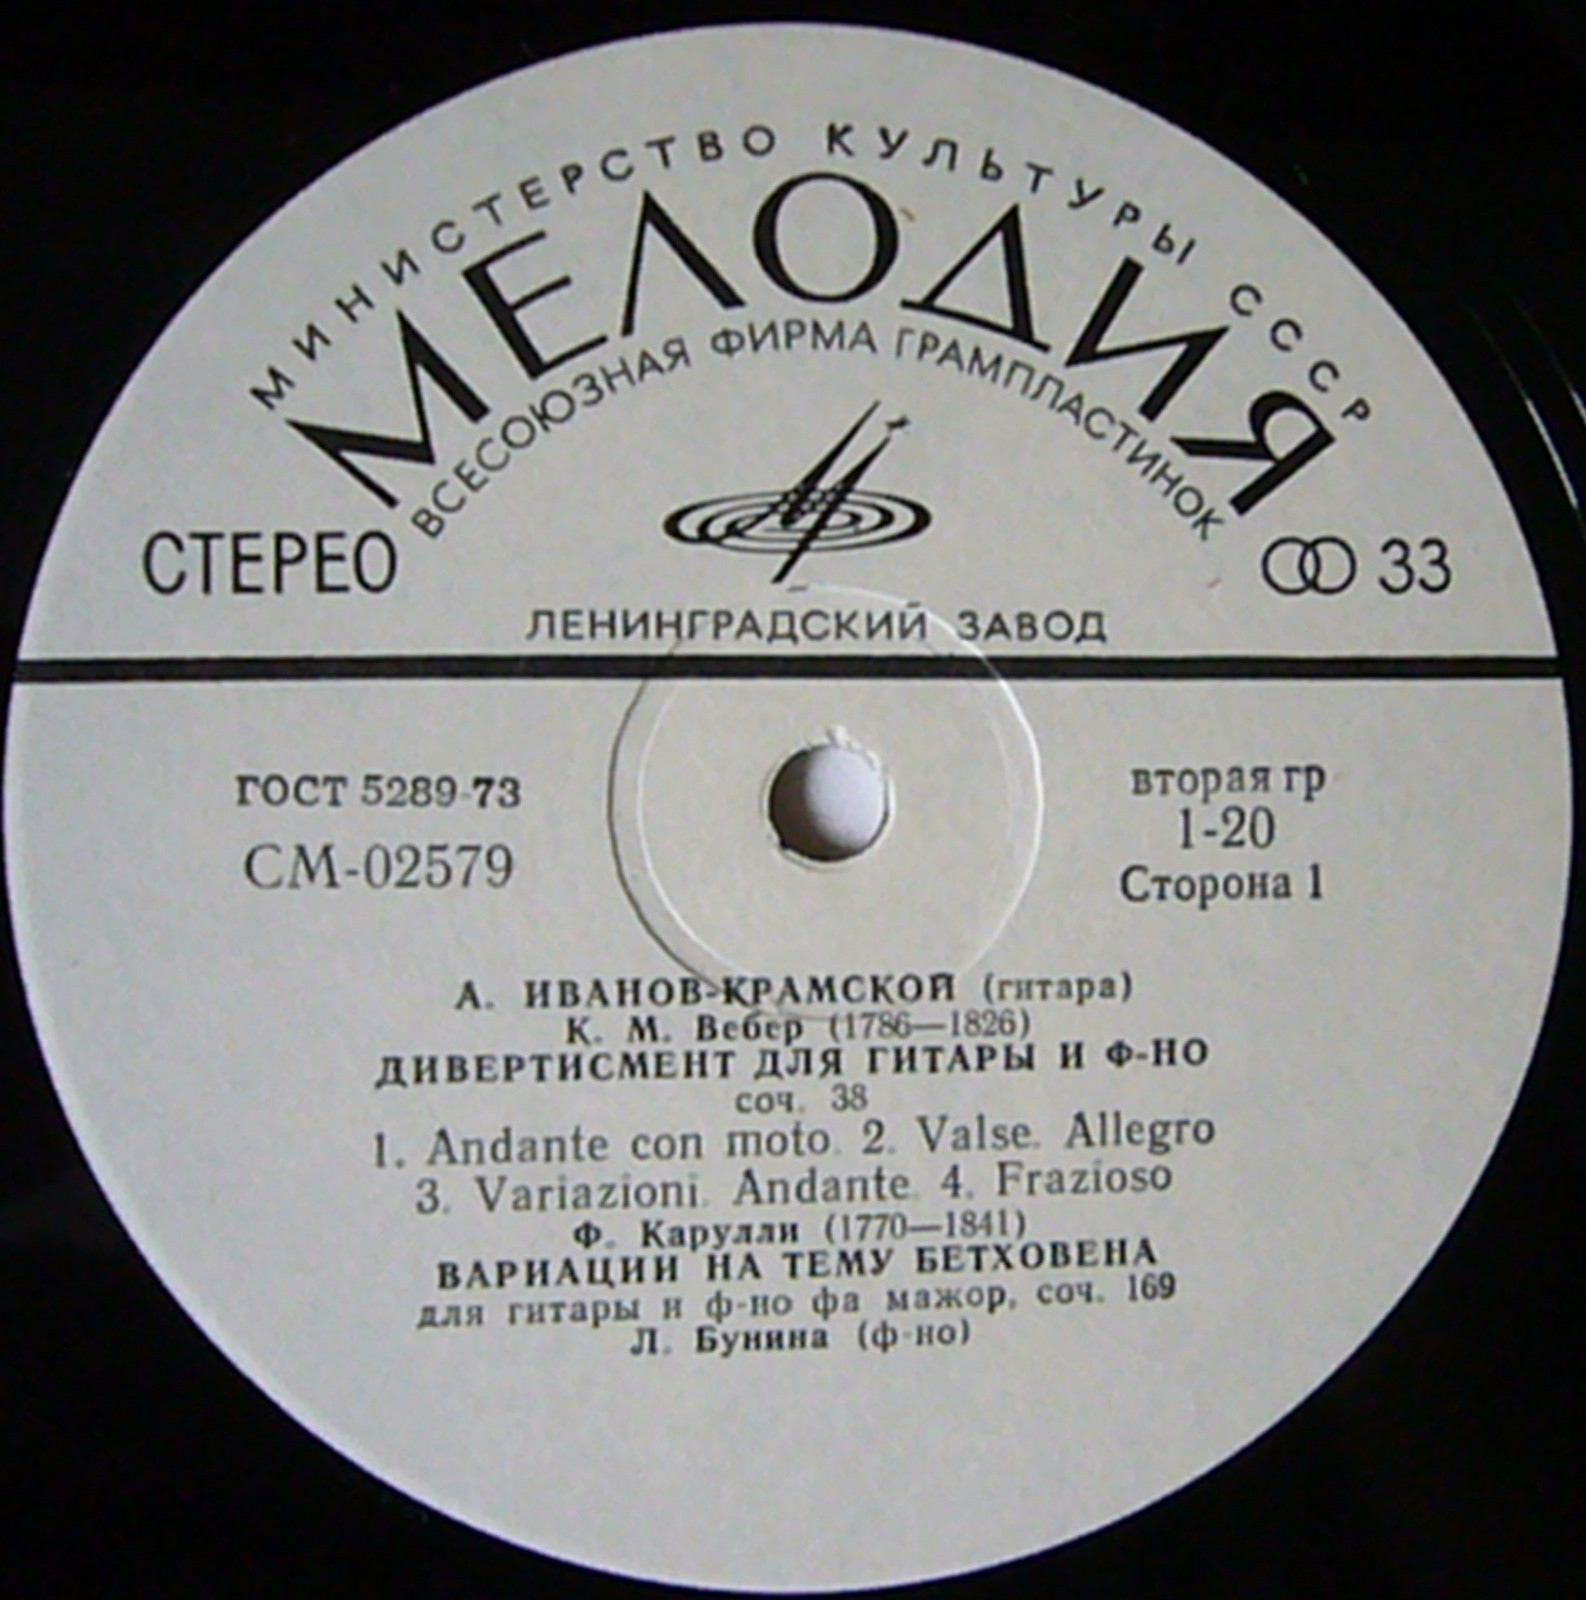 МИНИСТЕРСТВО КУЛЬТУРЫ СССР
МЕЛОДИЯ
ВСЕСОЮЗНАЯ ФИРМА ГРАМПЛАСТИНОК
СТЕРЕО
33
ЛЕНИНГРАДСКИЙ ЗАВОД
ГОСТ 5289-73
СМ-02579
вторая гр
1-20
Сторона 1
А. ИВАНОВ-КРАМСКОЙ (гитара)
К. М. Вебер (1786—1826)
ДИВЕРТИСМЕНТ ДЛЯ ГИТАРЫ И Ф-НО
соч. 38
1. Andante con moto. 2. Valse. Allegro
3. Variazioni. Andante. 4. Frazioso
Ф. Карулли (1770—1841)
ВАРИАЦИИ НА ТЕМУ БЕТХОВЕНА
для гитары и ф-но фа мажор, соч. 169
Л. Бунина (ф-но)